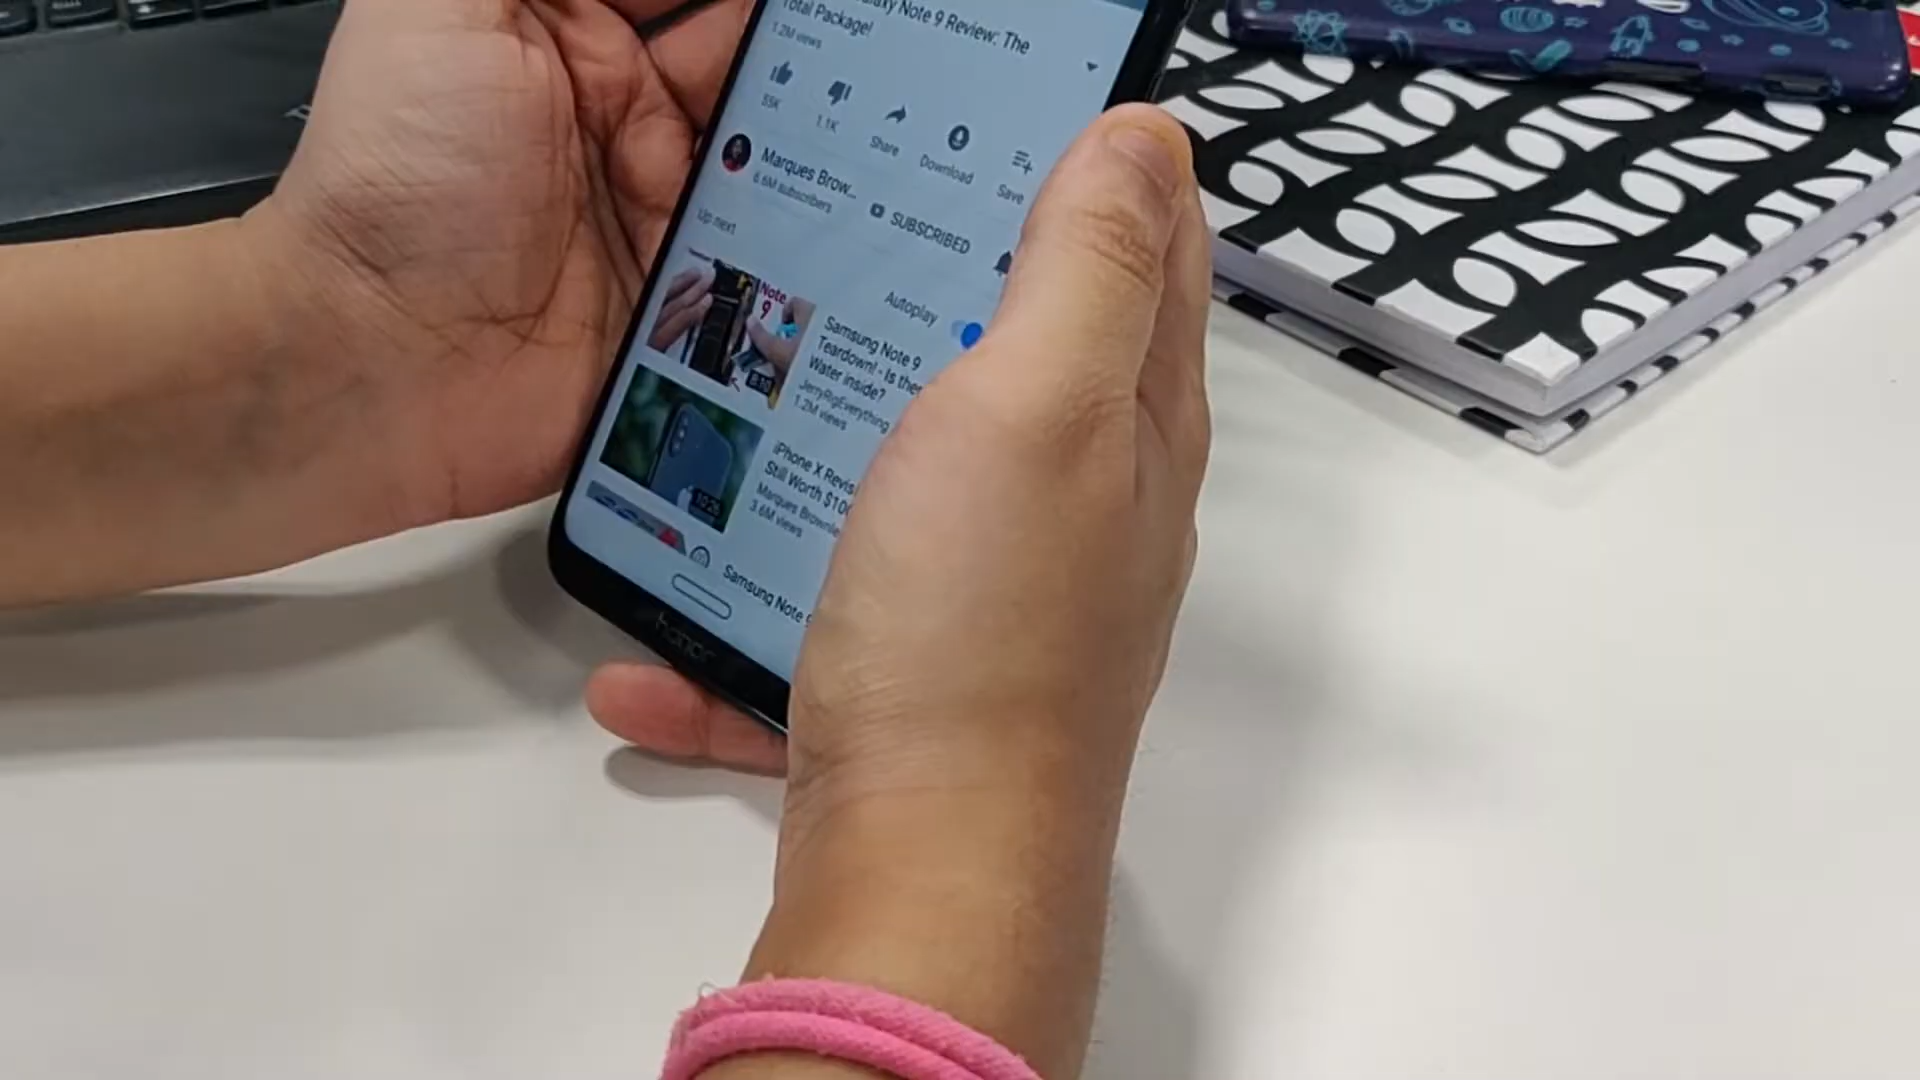 laxy Note 9 Review: The
Total Package!
1.2M views
55K
1.1K
Share
Download
Save
Marques Brow...
6.6M subscribers
SUBSCRIBED
Up next
Autoplay
Note
9
8:10
Samsung Note 9
Teardown! - Is ther
Water inside?
JerryRigEverything
1.2M views
10:26
iPhone X Revis
Still Worth $100
Marques Brownle
3.6M views
Samsung Note 9
honor